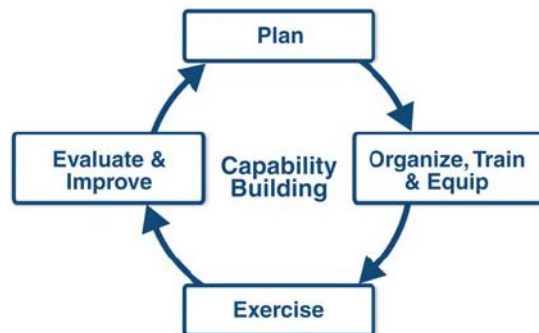 Plan
Evaluate &
Improve
Capability
Building
Organize, Train
& Equip
Exercise